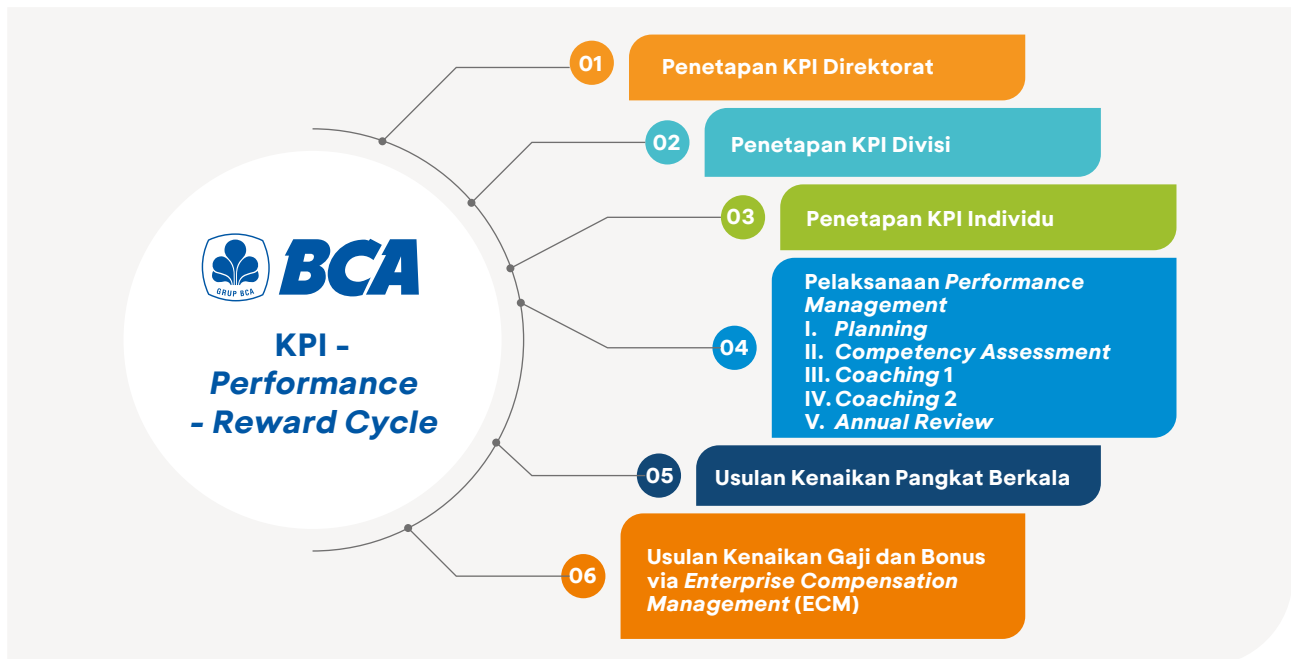 GRUP BCA
BCA
KPI -
Performance
- Reward Cycle
01
Penetapan KPI Direktorat
02
Penetapan KPI Divisi
03
Penetapan KPI Individu
04
Pelaksanaan Performance
Management
I. Planning
II. Competency Assessment
III. Coaching 1
IV. Coaching 2
V. Annual Review
05
Usulan Kenaikan Pangkat Berkala
06
Usulan Kenaikan Gaji dan Bonus
via Enterprise Compensation
Management (ECM)